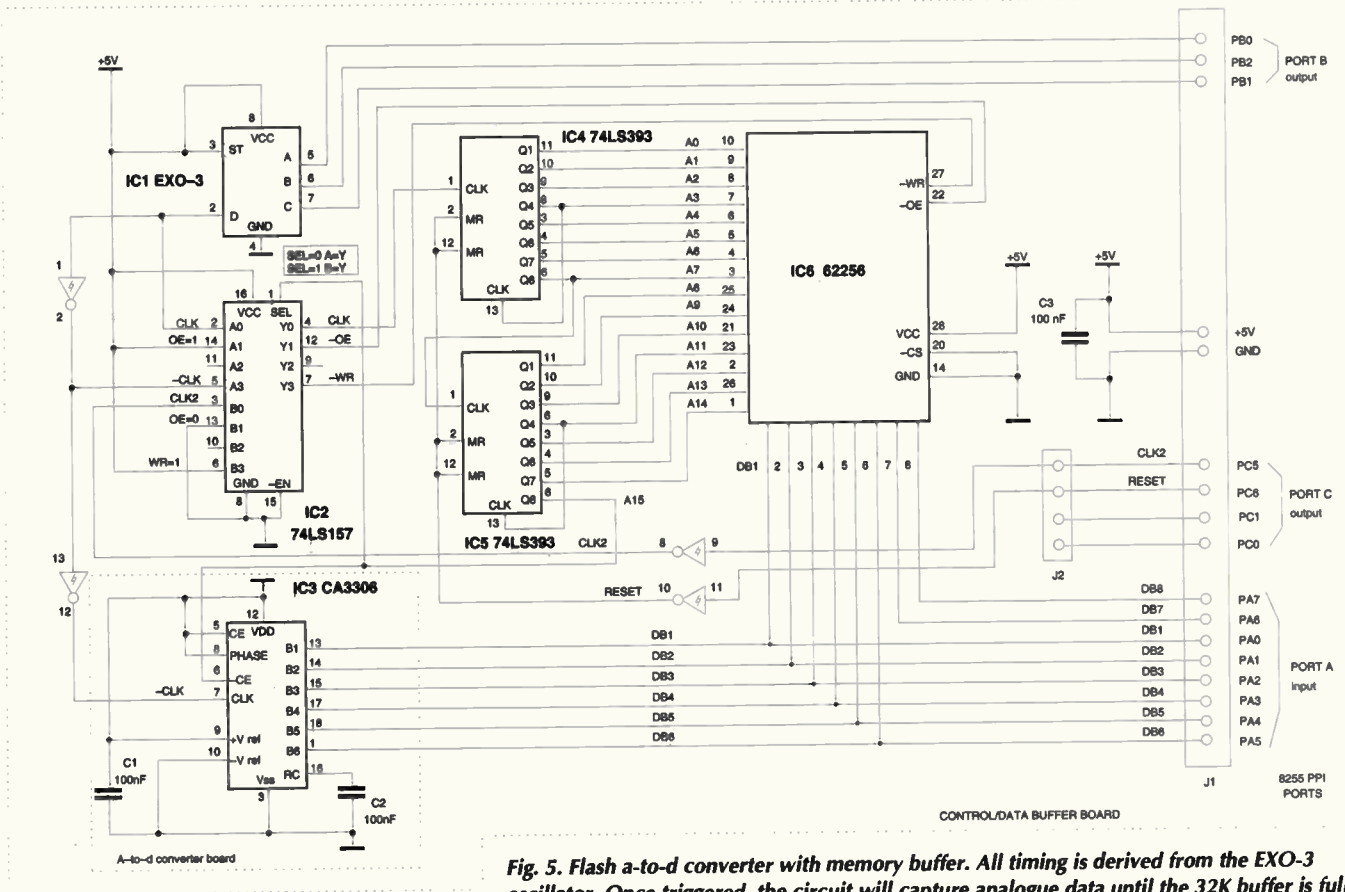 +5V
8
VCC
3 ST
A 5
B 6
C 7
IC1 EXO-3
2 D
GND
4
SEL=0 A=Y
SEL=1 B=Y
1
2
16 1
VCC SEL
CLK 2 A0
OE=1 14 A1
11 A2
-CLK 5 A3
CLK2 3 B0
OE=0 13 B1
10 B2
WR=1 6 B3
Y0 4 CLK
Y1 12 -OE
Y2 9
Y3 7 -WR
GND -EN
8 15
IC2
74LS157
13
12
IC3 CA3306
12
VDD
5 CE
8 PHASE
6 -CE
-CLK 7 CLK
9 +V ref
10 -V ref
Vss
3
B1 13
B2 14
B3 15
B4 17
B5 18
B6 1
RC 16
C1
100nF
C2
100nF
A-to-d converter board
IC4 74LS393
1 CLK
2 MR
12 MR
CLK
13
Q1 11
Q2 10
Q3 9
Q4 8
Q5 3
Q6 4
Q7 5
Q8 6
1 CLK
2 MR
12 MR
CLK
13
Q1 11
Q2 10
Q3 9
Q4
Q5 3
Q6 4
Q7 5
Q8 6
A15
IC5 74LS393
CLK2 8 9
RESET 10 11
A0 10
A1 9
A2 8
A3 7
A4 6
A5 5
A6 4
A7 3
A8 25
A9 24
A10 21
A11 23
A12 2
A13 26
A14 1
IC6 62256
-WR 27
-OE 22
VCC 28
-CS 20
GND 14
+5V
+5V
C3
100 nF
DB1 2 3 4 5 6 7 8
DB1
DB2
DB3
DB4
DB5
DB6
PB0
PB2
PB1
PORT B
output
+5V
GND
CLK2 PC5
RESET PC6
PC1
PC0
PORT C
output
J2
DB8 PA7
DB7 PA6
DB1 PA0
DB2 PA1
DB3 PA2
DB4 PA3
DB5 PA4
DB6 PA5
PORT A
input
J1
8255 PPI
PORTS
CONTROL/DATA BUFFER BOARD
Fig. 5. Flash a-to-d converter with memory buffer. All timing is derived from the EXO-3
oscillator. Once triggered, the circuit will capture analogue data until the 32K buffer is full